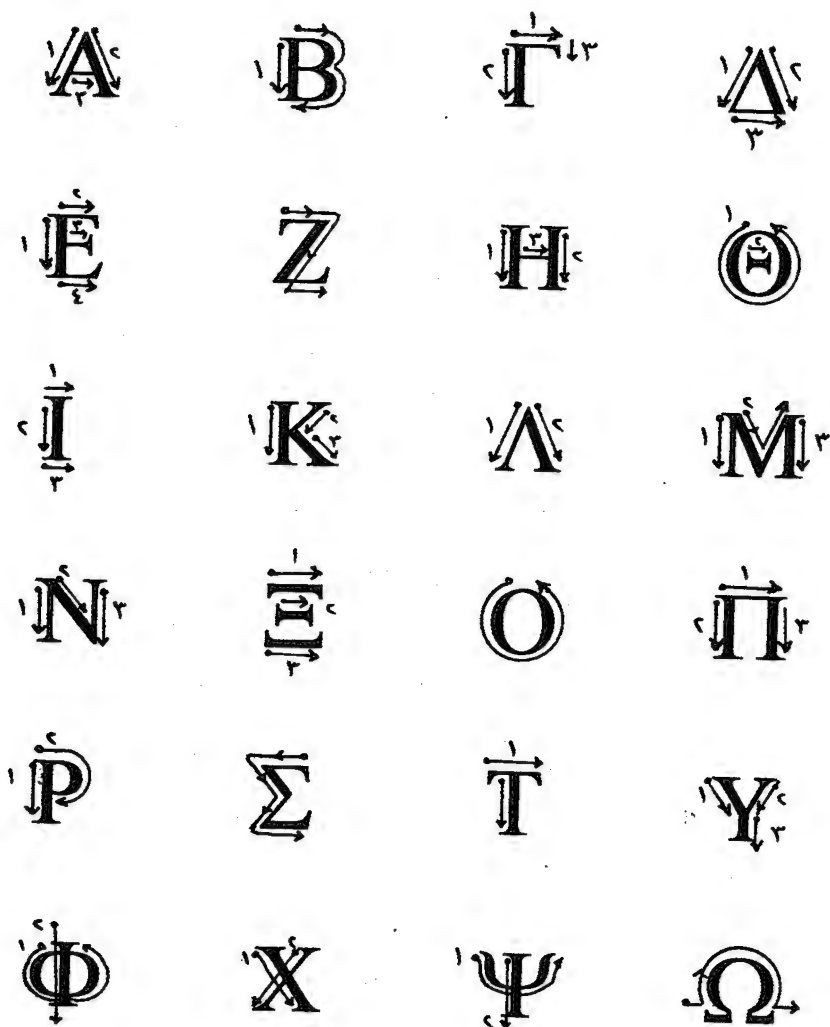 Α Β Γ Δ
Ε Ζ Η Θ
Ι Κ Λ Μ
Ν Ξ Ο Π
Ρ Σ Τ Υ
Φ Χ Ψ Ω